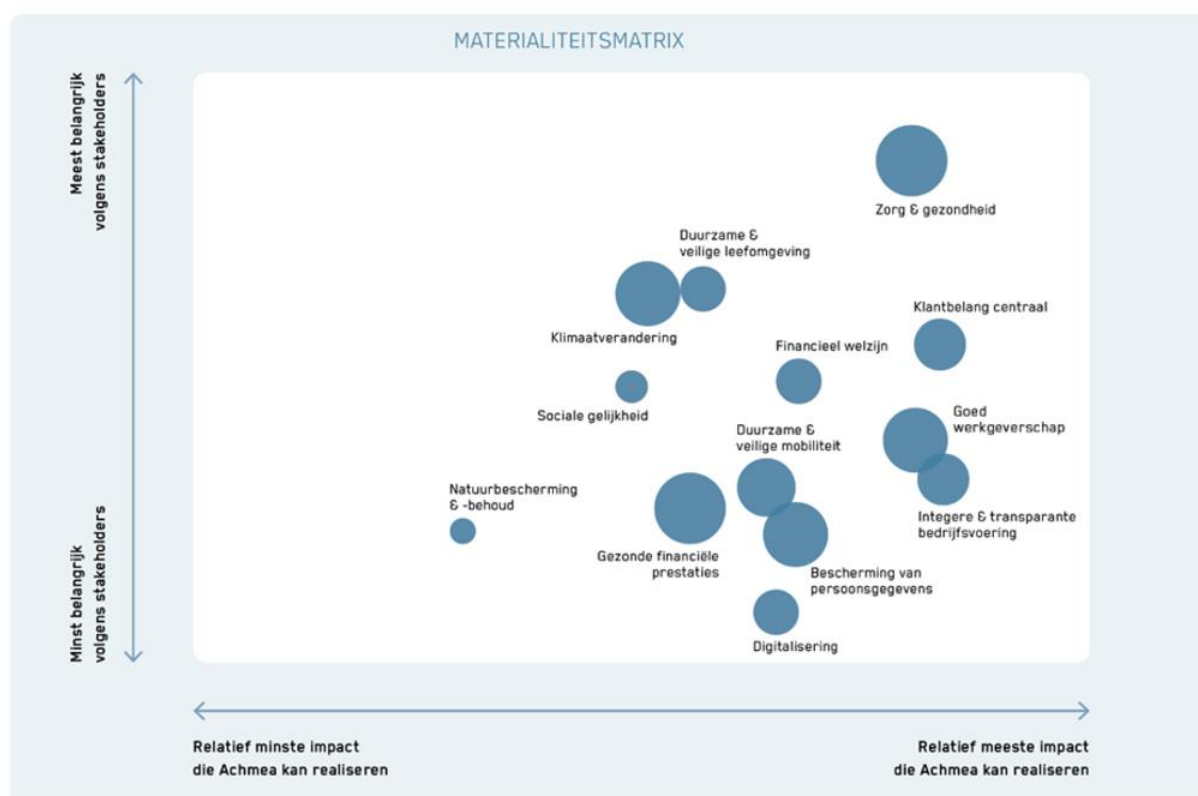 MATERIALITEITSMATRIX
Meest belangrijk
volgens stakeholders
Zorg & gezondheid
Duurzame &
veilige leefomgeving
Klimaatverandering
Klantbelang centraal
Financieel welzijn
Sociale gelijkheid
Goed
werkgeverschap
Duurzame &
veilige mobiliteit
Natuurbescherming
& -behoud
Integere & transparante
bedrijfsvoering
Gezonde financiële
prestaties
Bescherming van
persoonsgegevens
Digitalisering
Minst belangrijk
volgens stakeholders
Relatief minste impact
die Achmea kan realiseren
Relatief meeste impact
die Achmea kan realiseren